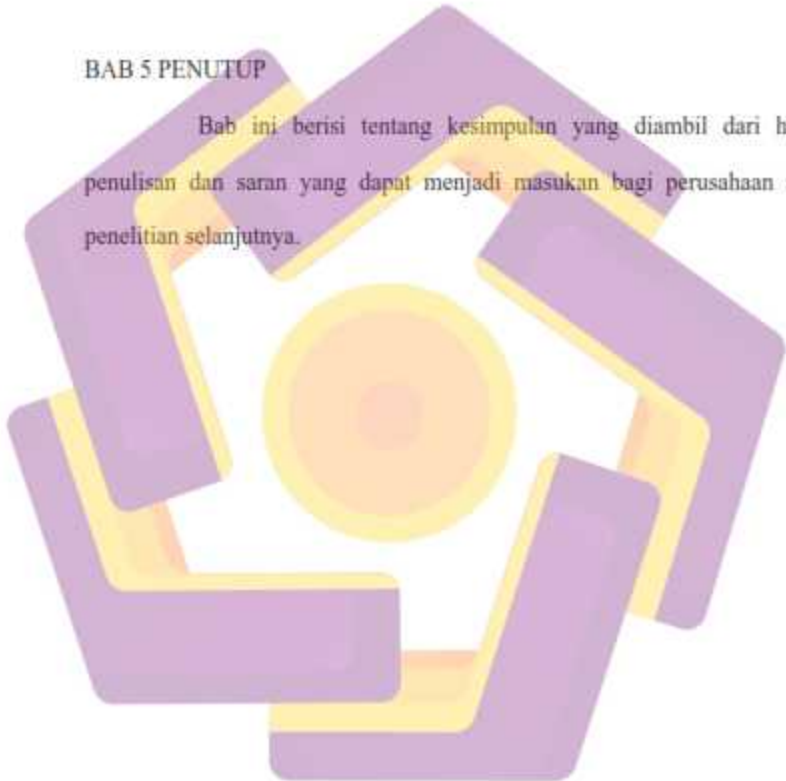 BAB 5 PENUTUP
Bab ini berisi tentang kesimpulan yang diambil dari
penulisan dan saran yang dapat menjadi masukan bagi perusahaan
penelitian selanjutnya.